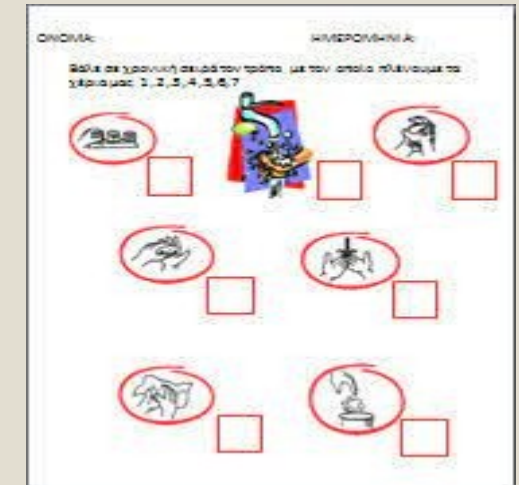 ΟΝΟΜΑ: ΗΜΕΡΟΜΗΝΙΑ:
Βάλε σε χρονική σειρά τον τρόπο, με τον οποίο πλένουμε τα
χέρια μας. 1, 2, 3, 4, 5, 6, 7